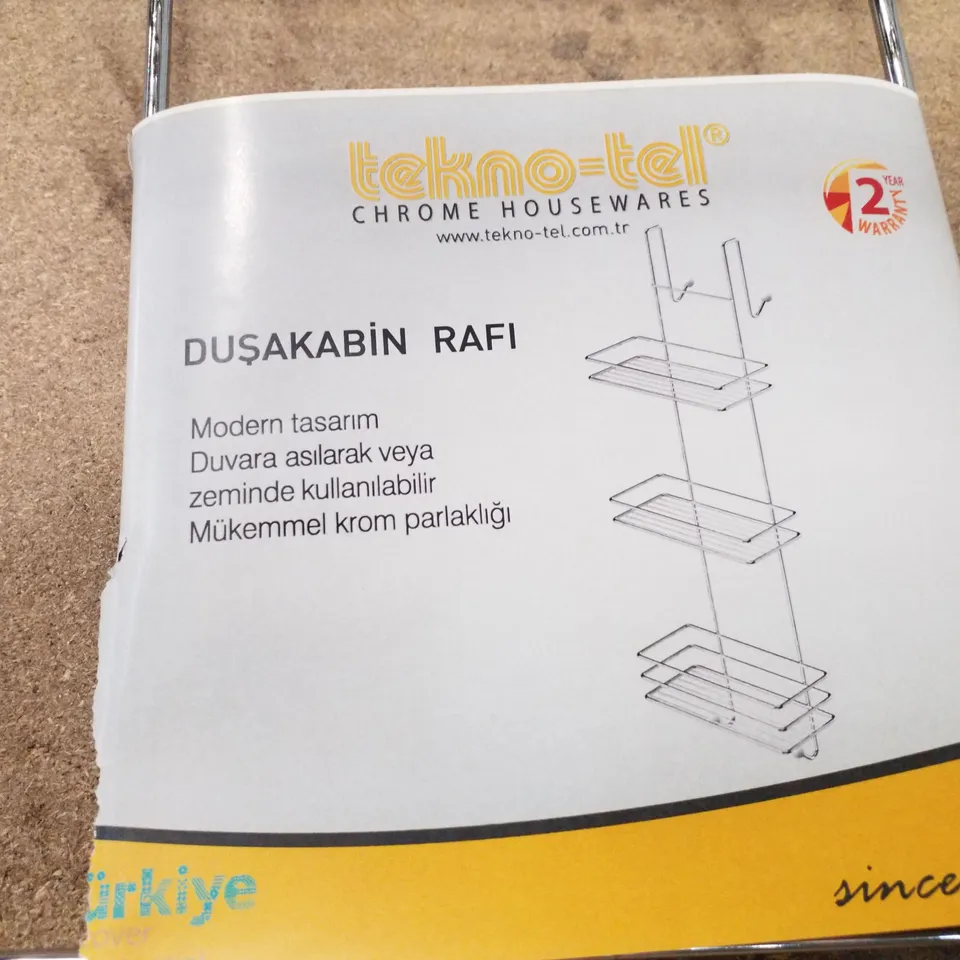 tekno=tel®
CHROME HOUSEWARES
www.tekno-tel.com.tr
2 YEAR
WARRANTY
DUŞAKABİN RAFI
Modern tasarım
Duvara asılarak veya
zeminde kullanılabilir
Mükemmel krom parlaklığı
ürkiye
since